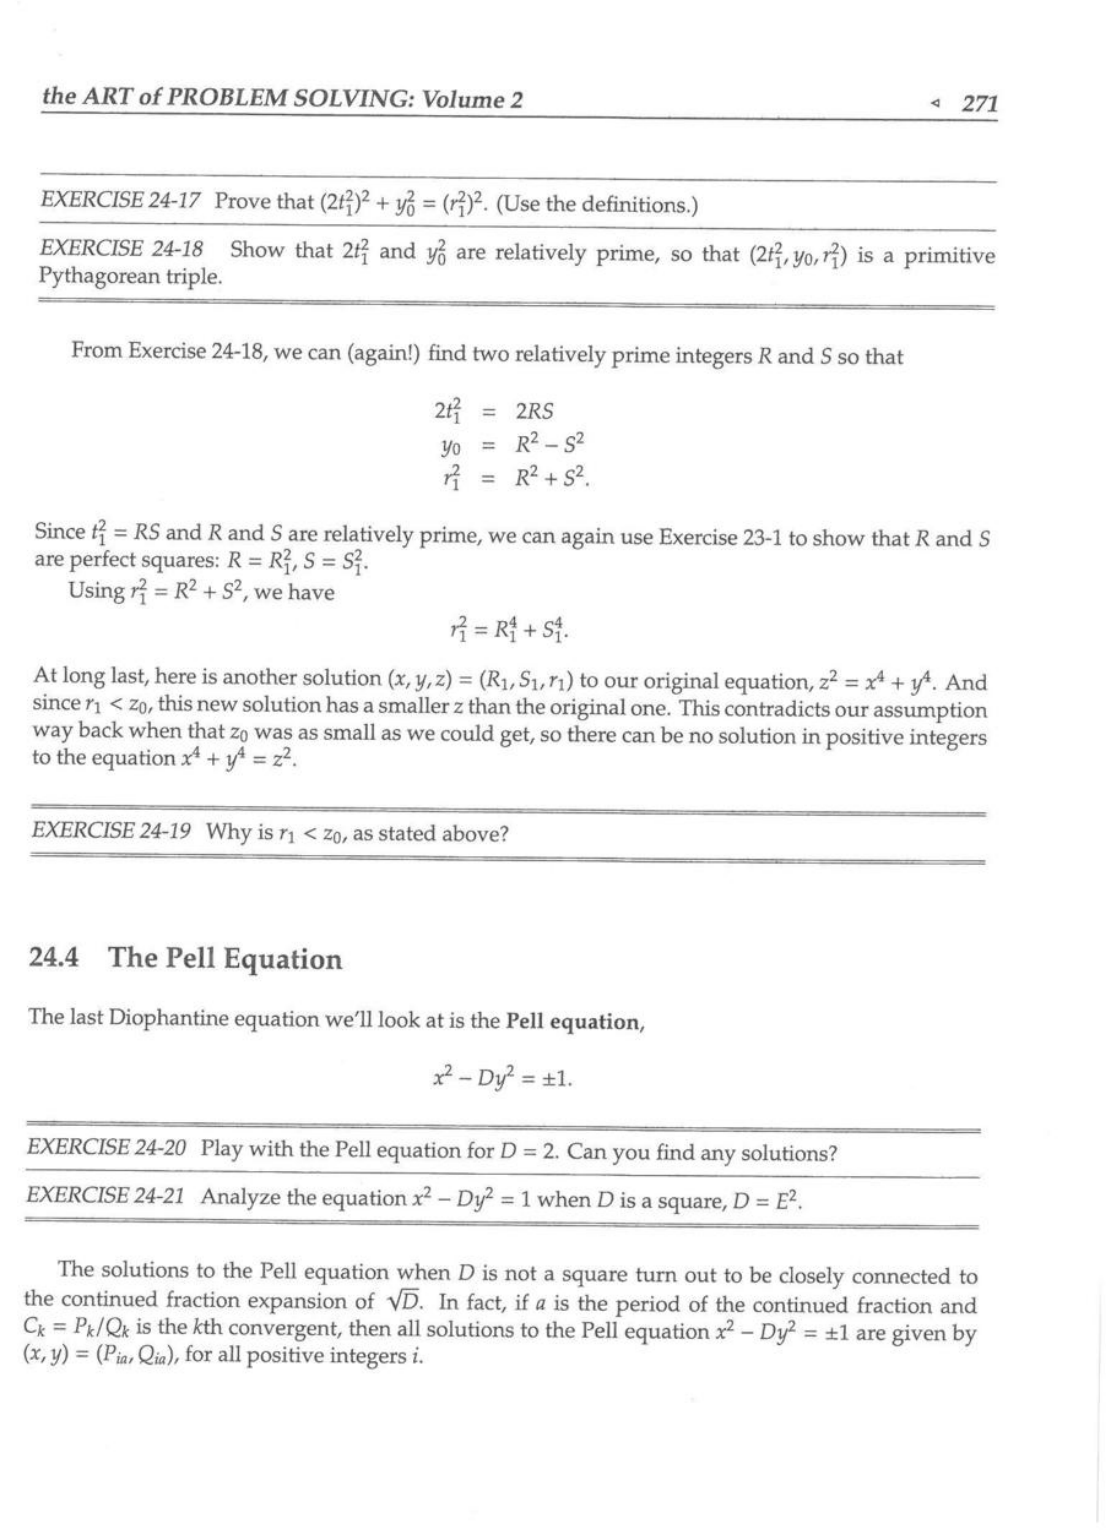 the ART of PROBLEM SOLVING: Volume 2 ◃ 271
EXERCISE 24-17 Prove that (2t₁²)² + y₀² = (r₁²)². (Use the definitions.)
EXERCISE 24-18 Show that 2t₁² and y₀² are relatively prime, so that (2t₁², y₀, r₁²) is a primitive
Pythagorean triple.
From Exercise 24-18, we can (again!) find two relatively prime integers R and S so that
2t₁² = 2RS
y₀ = R² − S²
r₁² = R² + S².
Since t₁² = RS and R and S are relatively prime, we can again use Exercise 23-1 to show that R and S
are perfect squares: R = R₁², S = S₁².
Using r₁² = R² + S², we have
r₁² = R₁⁴ + S₁⁴.
At long last, here is another solution (x, y, z) = (R₁, S₁, r₁) to our original equation, z² = x⁴ + y⁴. And
since r₁ < z₀, this new solution has a smaller z than the original one. This contradicts our assumption
way back when that z₀ was as small as we could get, so there can be no solution in positive integers
to the equation x⁴ + y⁴ = z².
EXERCISE 24-19 Why is r₁ < z₀, as stated above?
24.4 The Pell Equation
The last Diophantine equation we'll look at is the Pell equation,
x² − Dy² = ±1.
EXERCISE 24-20 Play with the Pell equation for D = 2. Can you find any solutions?
EXERCISE 24-21 Analyze the equation x² − Dy² = 1 when D is a square, D = E².
The solutions to the Pell equation when D is not a square turn out to be closely connected to
the continued fraction expansion of √D. In fact, if a is the period of the continued fraction and
Cₖ = Pₖ/Qₖ is the kth convergent, then all solutions to the Pell equation x² − Dy² = ±1 are given by
(x, y) = (Pᵢₐ, Qᵢₐ), for all positive integers i.